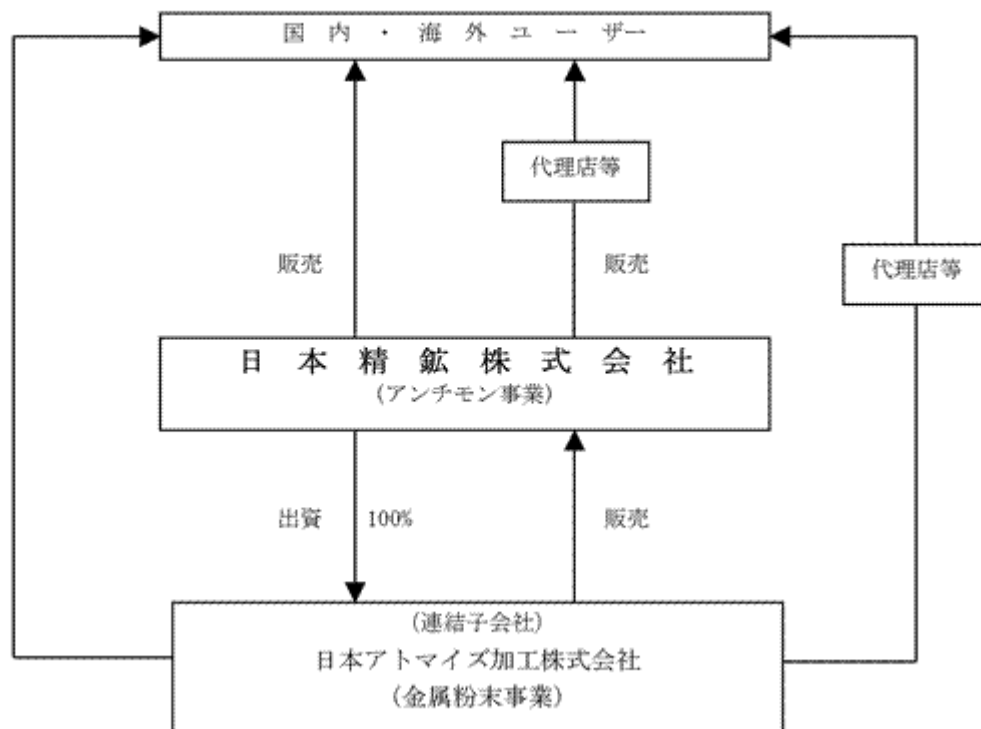 国内・海外ユーザー
代理店等
販売
販売
代理店等
日本精鉱株式会社
(アンチモン事業)
出資
100%
販売
(連結子会社)
日本アトマイズ加工株式会社
(金属粉末事業)